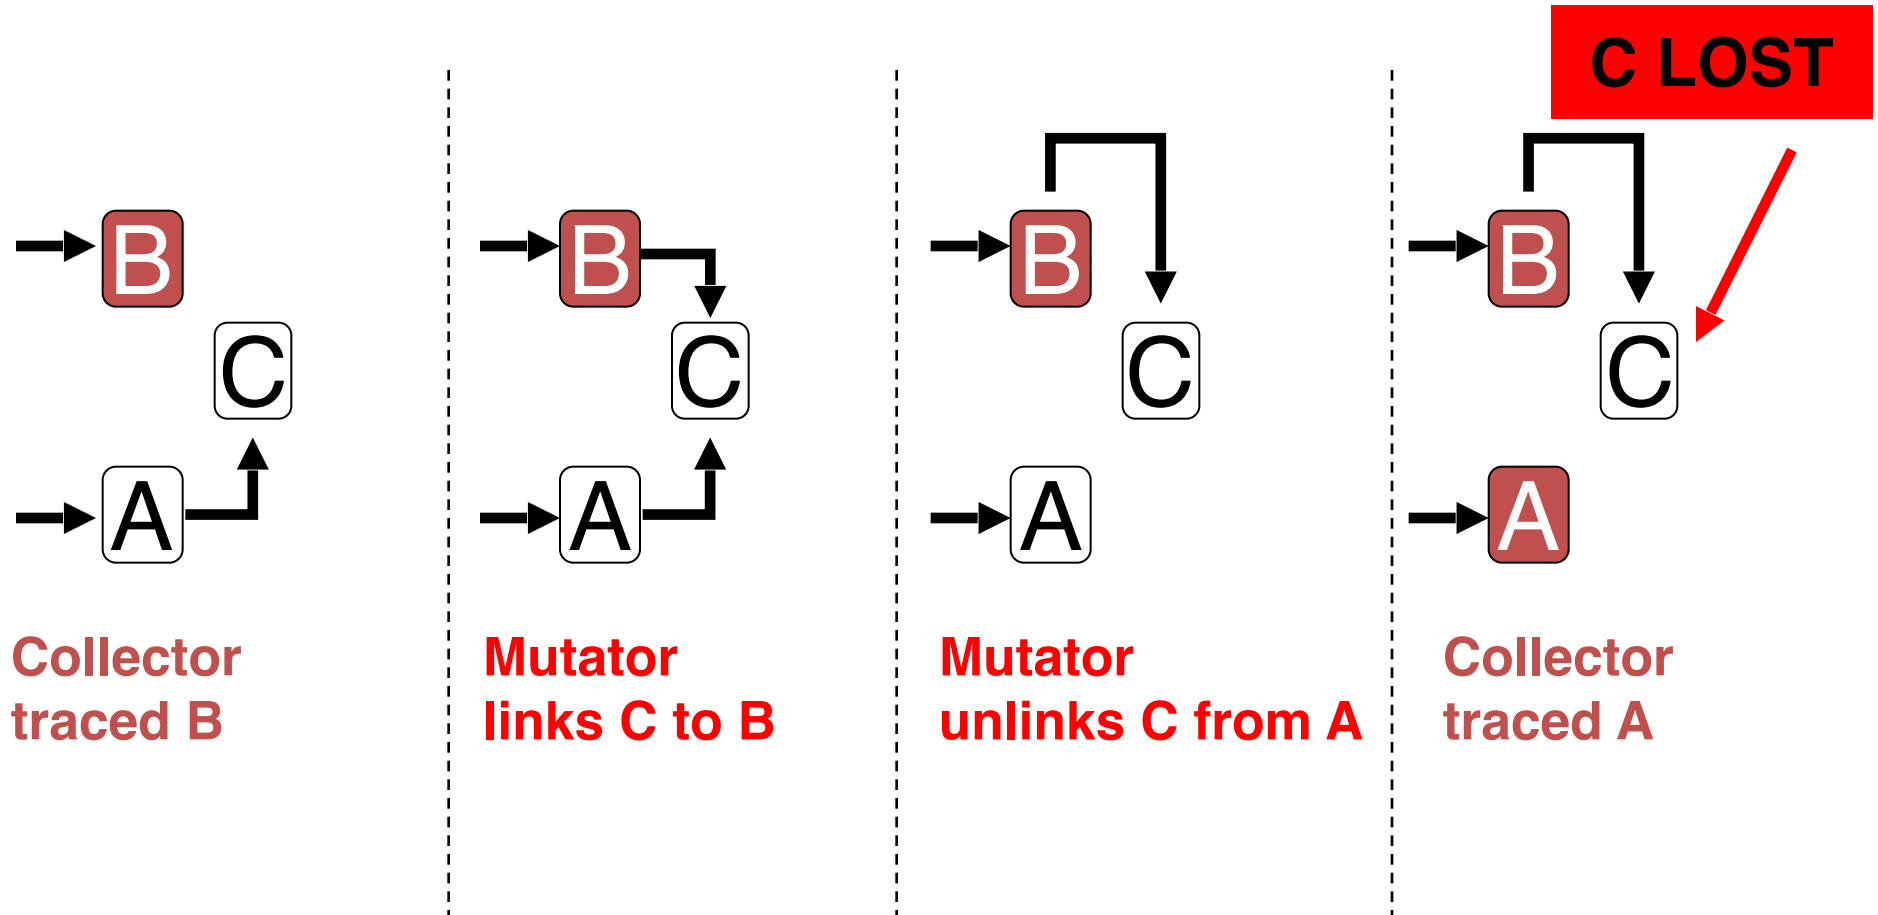 C LOST
B
C
A
Collector
traced B
B
C
A
Mutator
links C to B
B
C
A
Mutator
unlinks C from A
B
C
A
Collector
traced A